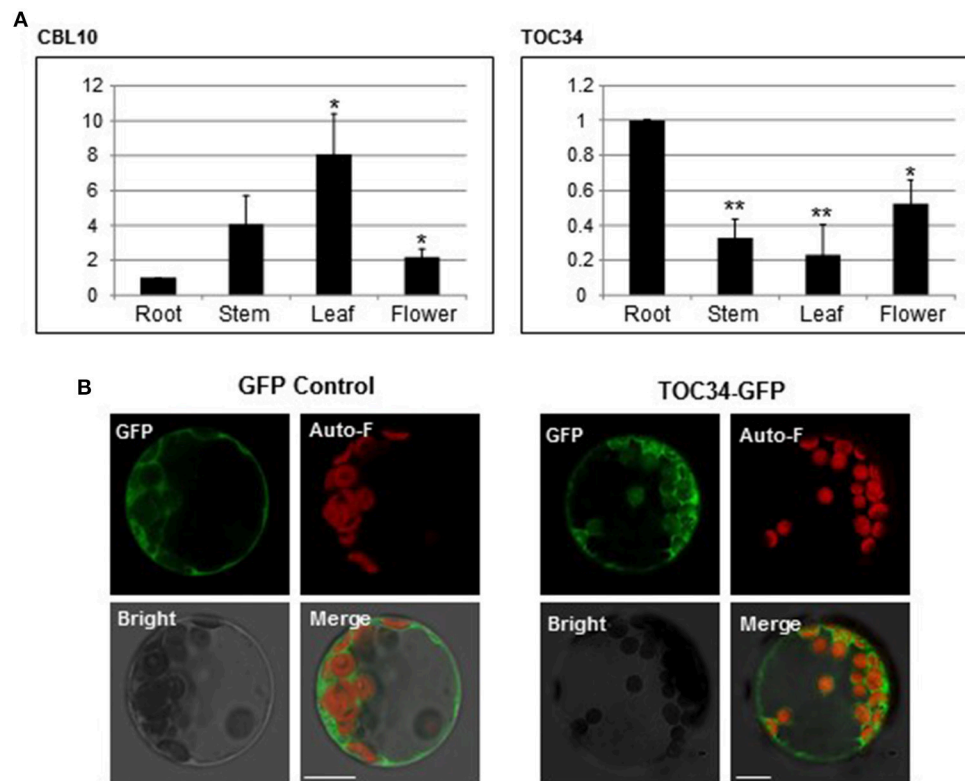 A
CBL10
12
10
8
6
4
2
0
*
*
Root Stem Leaf Flower
TOC34
1.2
1
0.8
0.6
0.4
0.2
0
**
**
*
Root Stem Leaf Flower
B
GFP Control
GFP
Auto-F
Bright
Merge
TOC34-GFP
GFP
Auto-F
Bright
Merge